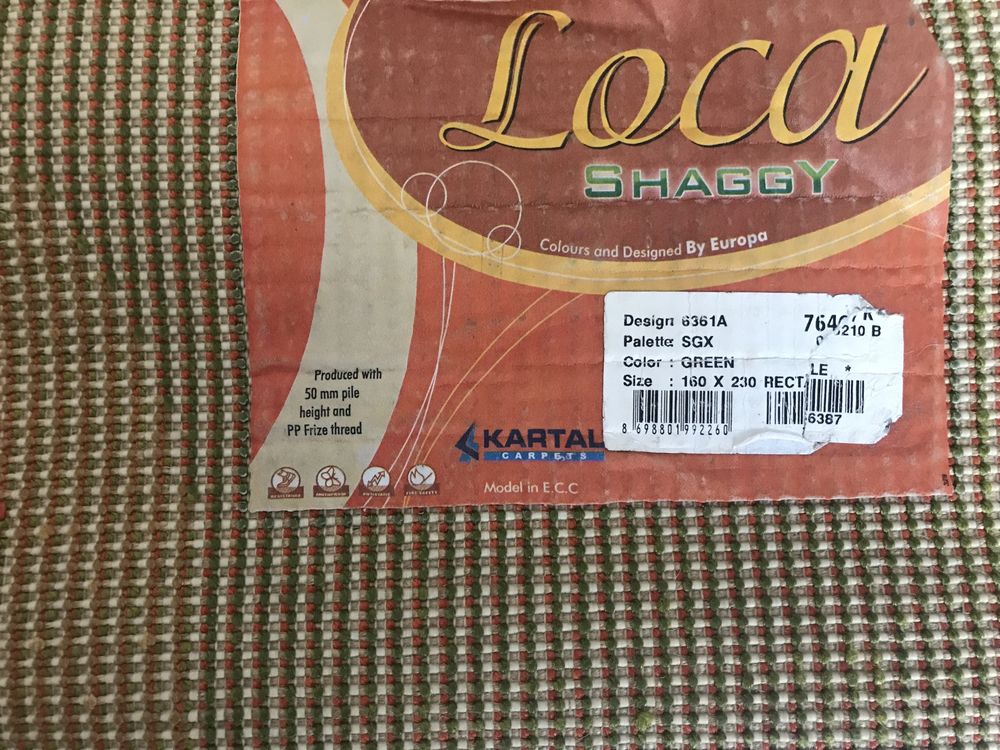 Loca
SHAGGY
Colours and Designed By Europa
Design 6361A
Palette SGX
Color : GREEN
Size : 160 X 230
210 B
LE *
8 698801 992260
6387
Produced with
50 mm pile
height and
PP Frize thread
KARTAL
CARPETS
Model in E.C.C